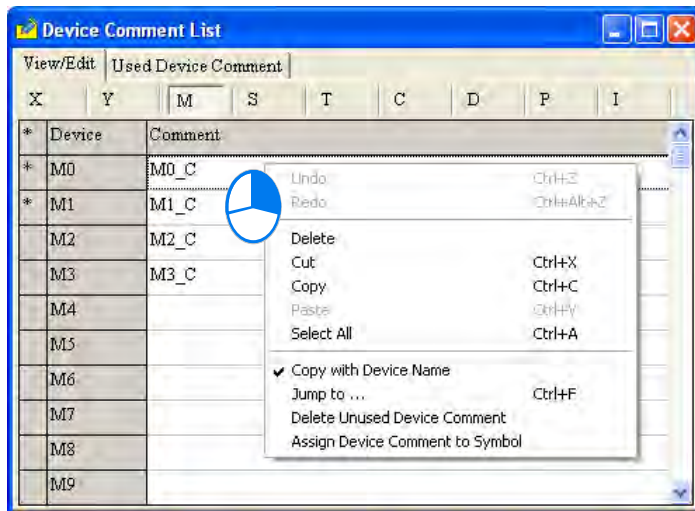 Device Comment List
View/Edit Used Device Comment
X Y M S T C D P I
* Device Comment
* M0 M0_C
* M1 M1_C
M2 M2_C
M3 M3_C
M4
M5
M6
M7
M8
M9
Undo Ctrl+Z
Redo Ctrl+Alt+Z
Delete
Cut Ctrl+X
Copy Ctrl+C
Paste Ctrl+V
Select All Ctrl+A
✓ Copy with Device Name
Jump to ... Ctrl+F
Delete Unused Device Comment
Assign Device Comment to Symbol